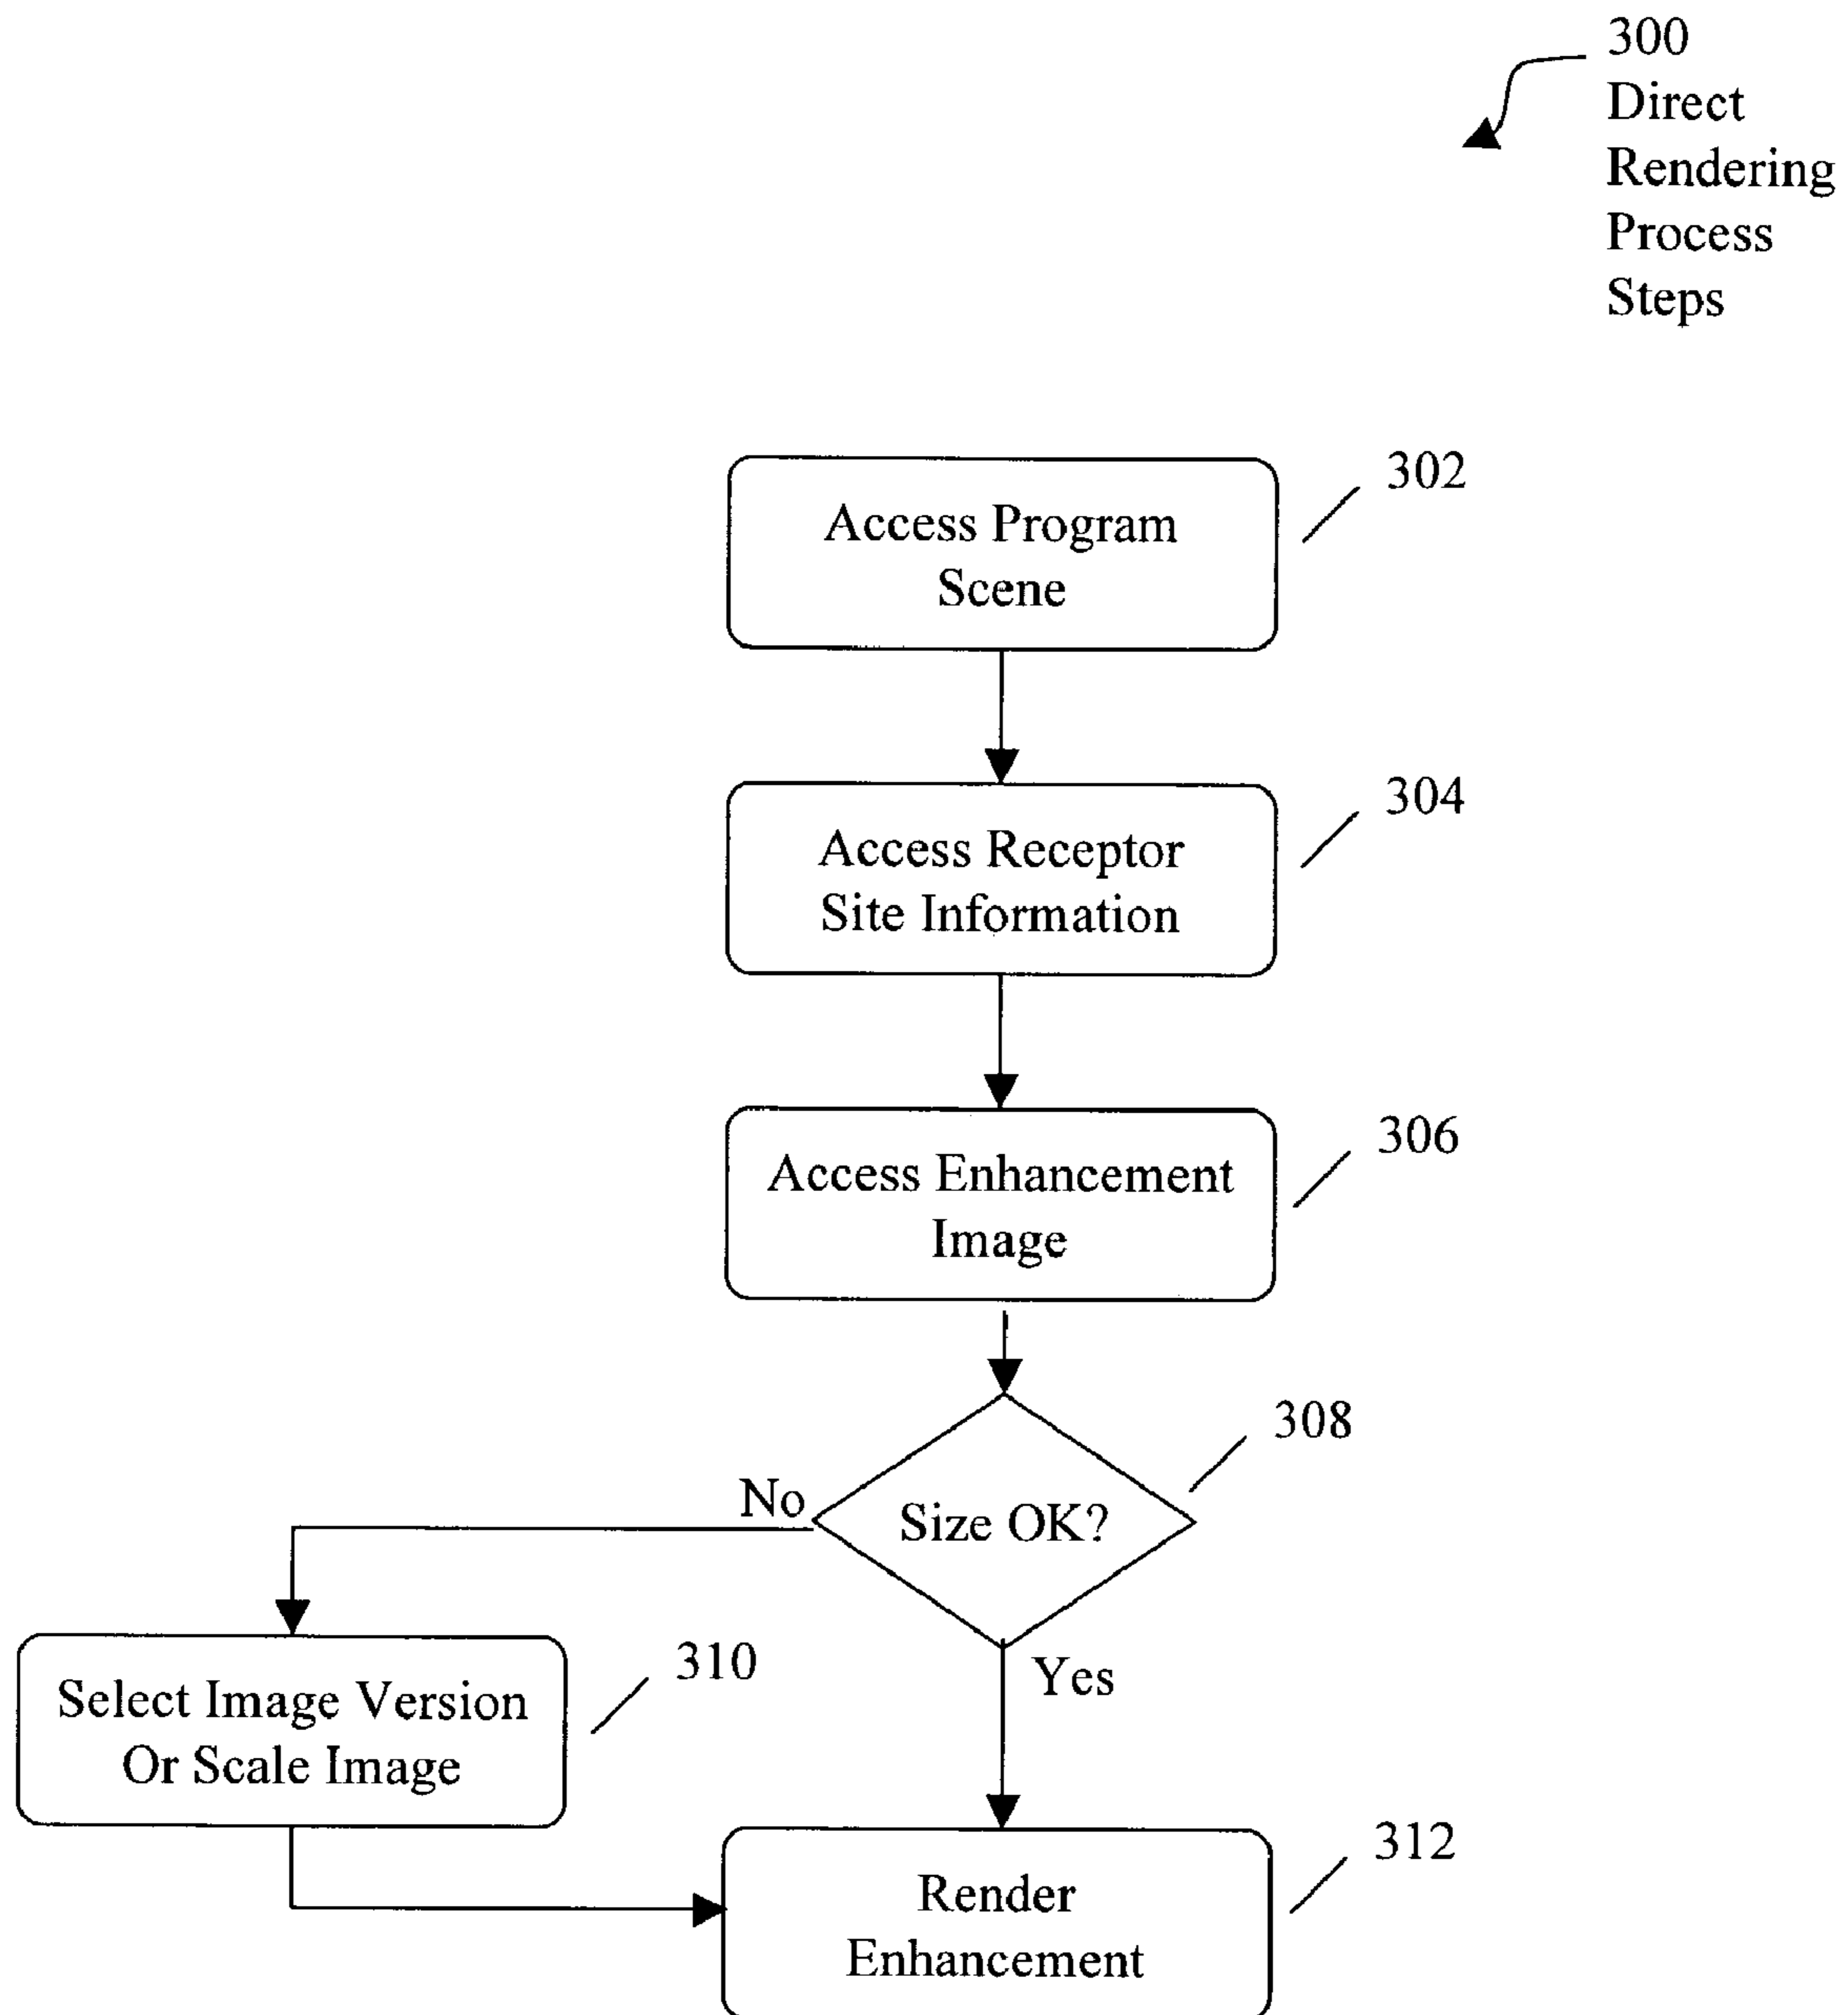 300
Direct
Rendering
Process
Steps
302
Access Program
Scene
304
Access Receptor
Site Information
306
Access Enhancement
Image
308
No
Size OK?
310
Yes
Select Image Version
Or Scale Image
312
Render
Enhancement